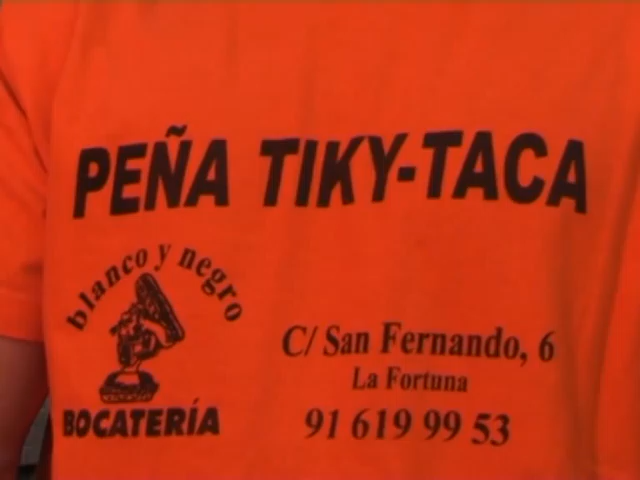 PEÑA TIKY-TACA
blanco y negro
BOCATERÍA
C/ San Fernando, 6
La Fortuna
91 619 99 53